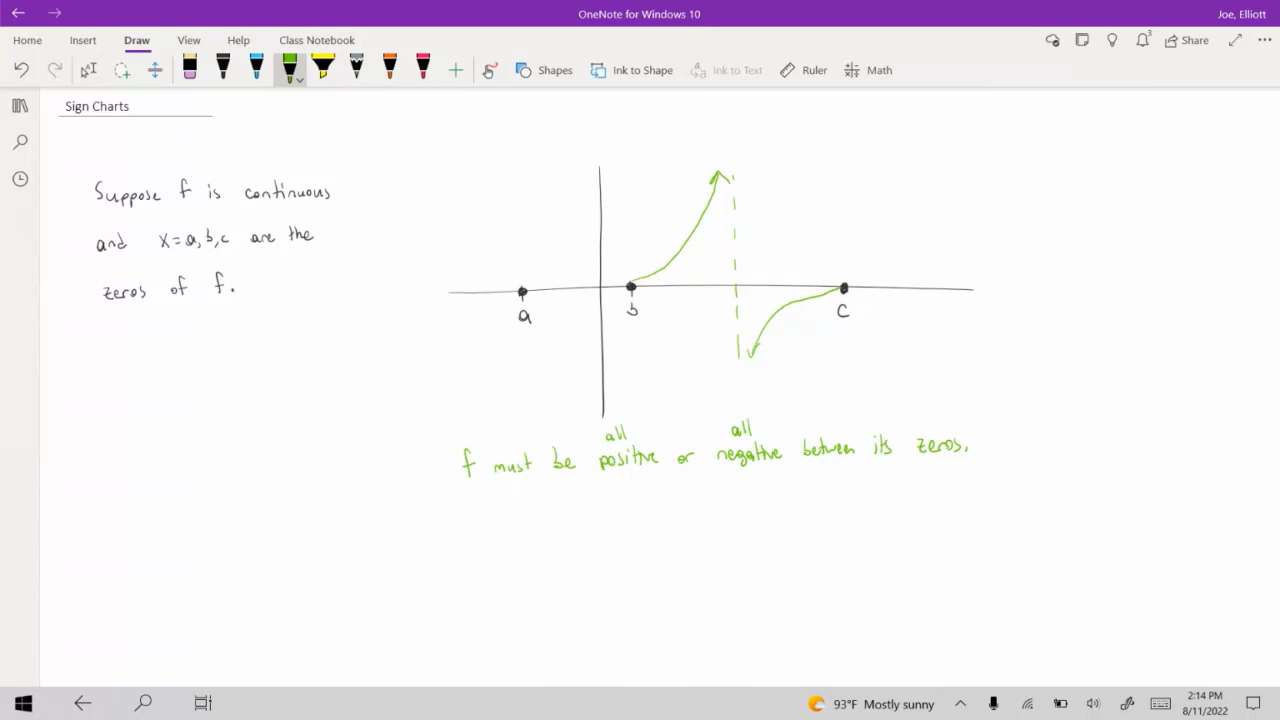 OneNote for Windows 10
Joe, Elliott
Home Insert Draw View Help Class Notebook
3
Share
Shapes Ink to Shape Ink to Text Ruler Math
Sign Charts
Suppose f is continuous
and x=a,b,c are the
zeros of f.
a b c
all all
f must be positive or negative between its zeros.
93°F Mostly sunny
2:14 PM
8/11/2022